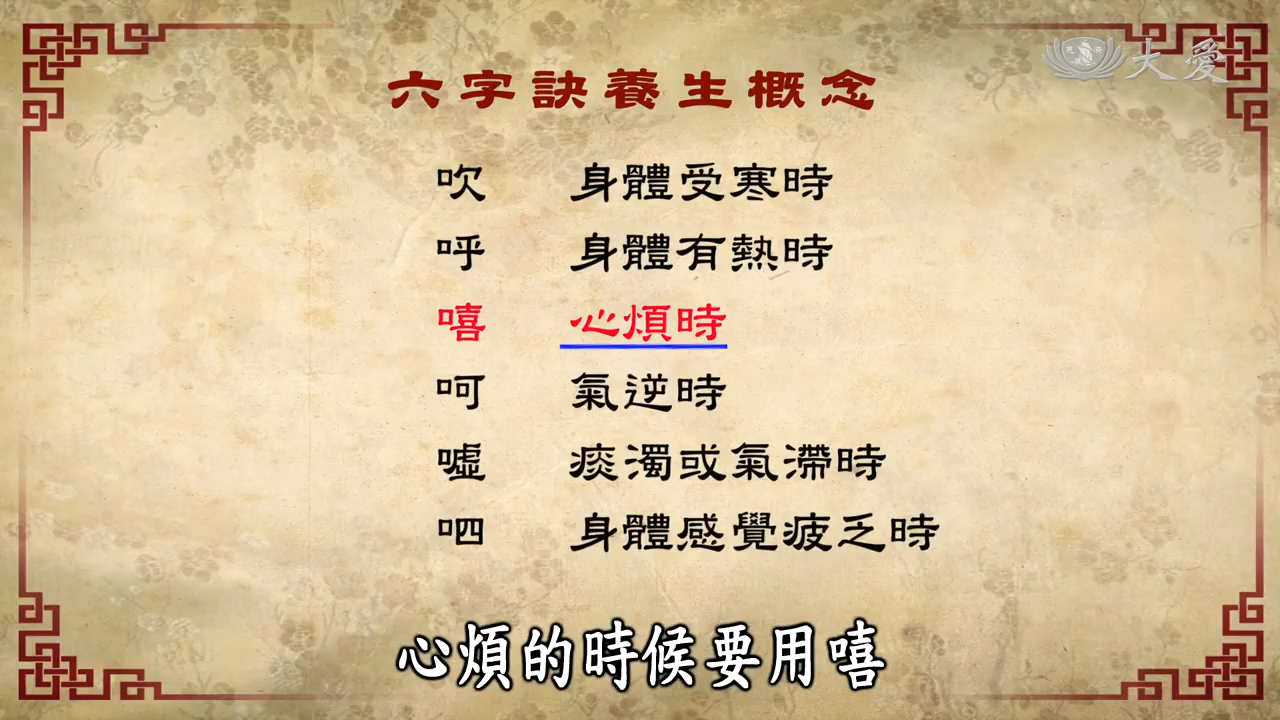 大愛
六字訣養生概念
吹 身體受寒時
呼 身體有熱時
嘻 心煩時
呵 氣逆時
噓 痰濁或氣滯時
呬 身體感覺疲乏時
心煩的時候要用嘻